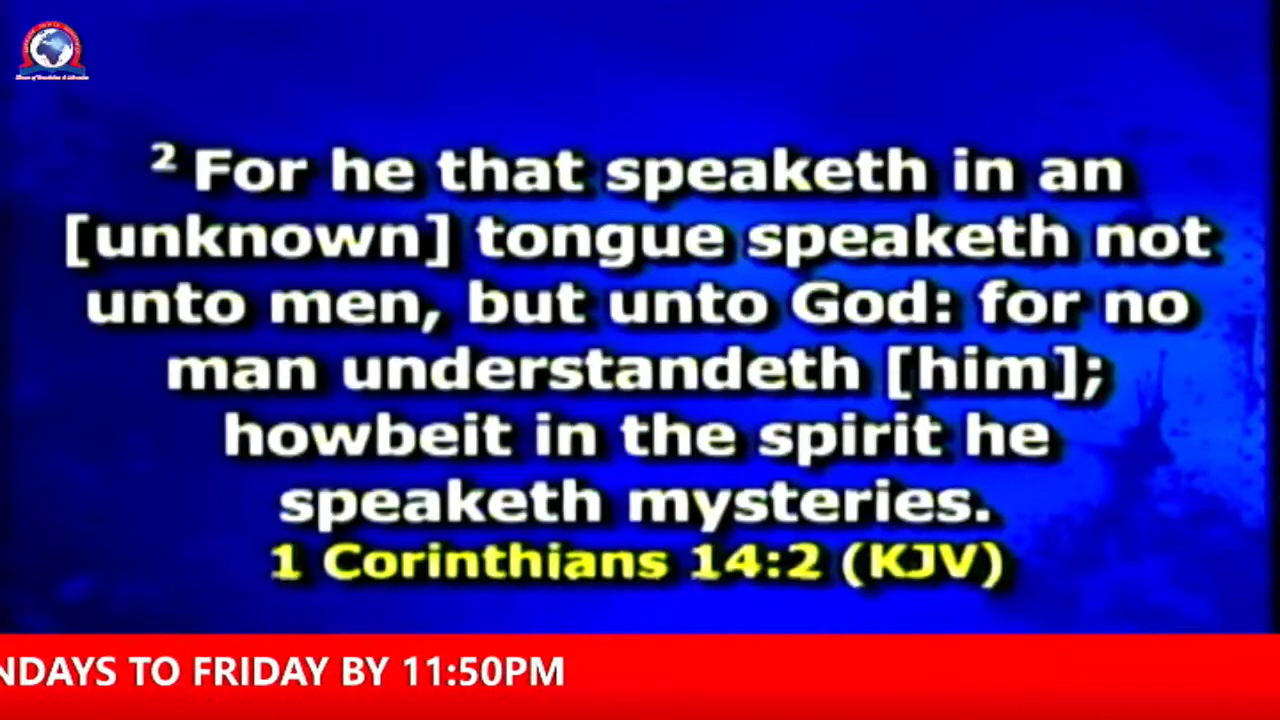 ² For he that speaketh in an
[unknown] tongue speaketh not
unto men, but unto God: for no
man understandeth [him];
howbeit in the spirit he
speaketh mysteries.
1 Corinthians 14:2 (KJV)
NDAYS TO FRIDAY BY 11:50PM